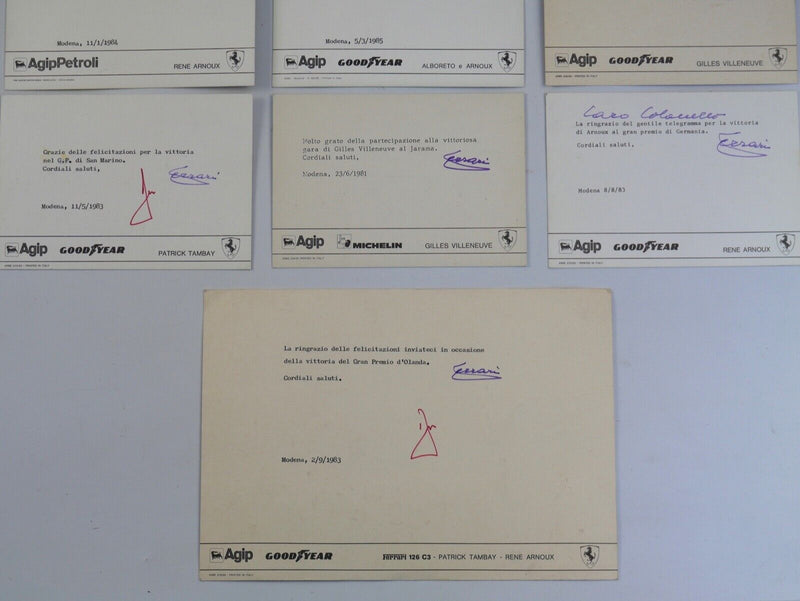 Modena, 11/1/1984
AgipPetroli
RENE ARNOUX
Modena, 5/3/1985
Agip GOODYEAR ALBORETO e ARNOUX
Agip GOODYEAR GILLES VILLENEUVE
Grazie delle felicitazioni per la vittoria
nel G.P. di San Marino.
Cordiali saluti,
Ferrari
Modena, 11/5/1983
Agip GOODYEAR PATRICK TAMBAY
Molto grato della partecipazione alla vittoriosa
gara di Gilles Villeneuve al Jarama.
Cordiali saluti,
Ferrari
Modena, 23/6/1981
Agip MICHELIN GILLES VILLENEUVE
Caro Colonnello
La ringrazio del gentile telegramma per la vittoria
di Arnoux al gran premio di Germania.
Cordiali saluti,
Ferrari
Modena 8/8/83
Agip GOODYEAR RENE ARNOUX
La ringrazio delle felicitazioni inviateci in occasione
della vittoria del Gran Premio d'Olanda.
Cordiali saluti.
Ferrari
Modena, 2/9/1983
Agip GOODYEAR Ferrari 126 C3 - PATRICK TAMBAY - RENE ARNOUX